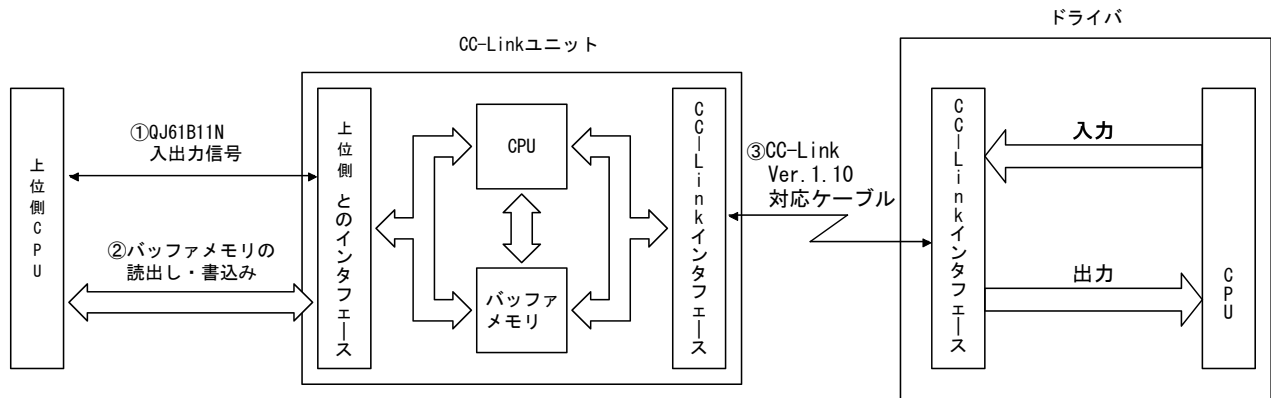 ドライバ
CC-Linkユニット
上位側CPU
①QJ61B11N
入出力信号
②バッファメモリの
読出し・書込み
上位側とのインタフェース
CPU
バッファ
メモリ
CC-Linkインタフェース
③CC-Link
Ver.1.10
対応ケーブル
CC-Linkインタフェース
入力
出力
CPU